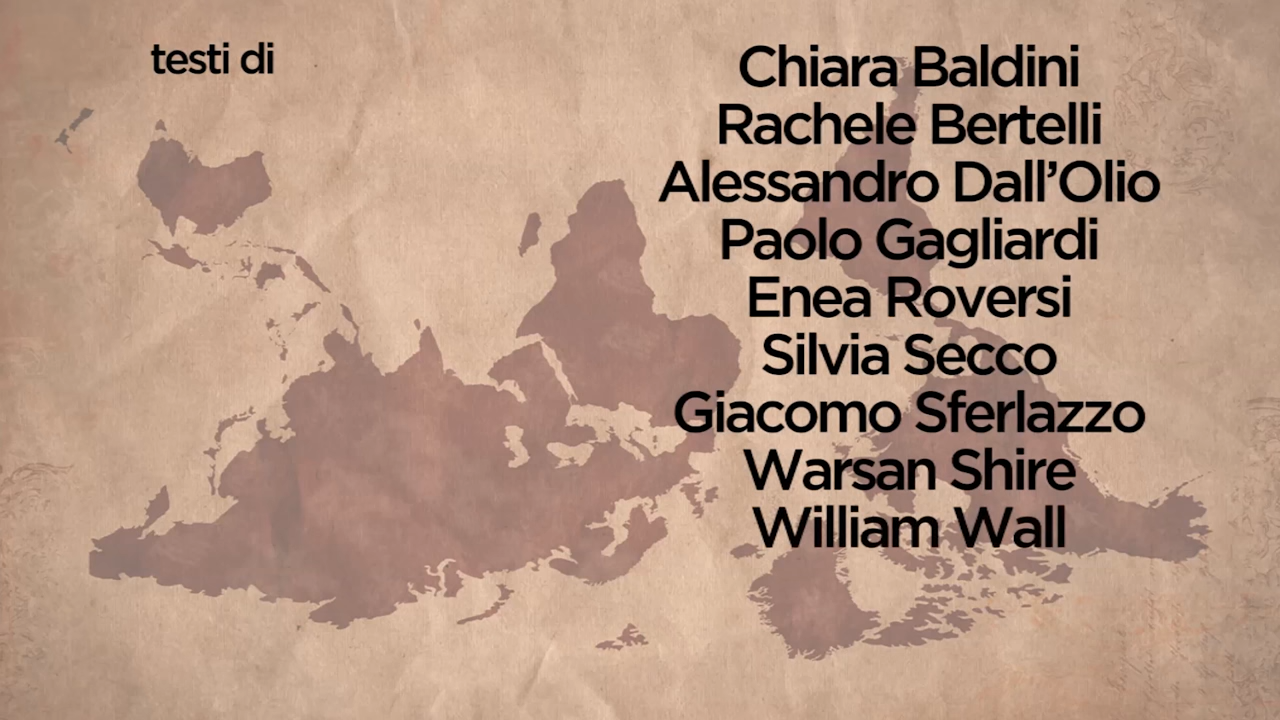 testi di
Chiara Baldini
Rachele Bertelli
Alessandro Dall’Olio
Paolo Gagliardi
Enea Roversi
Silvia Secco
Giacomo Sferlazzo
Warsan Shire
William Wall